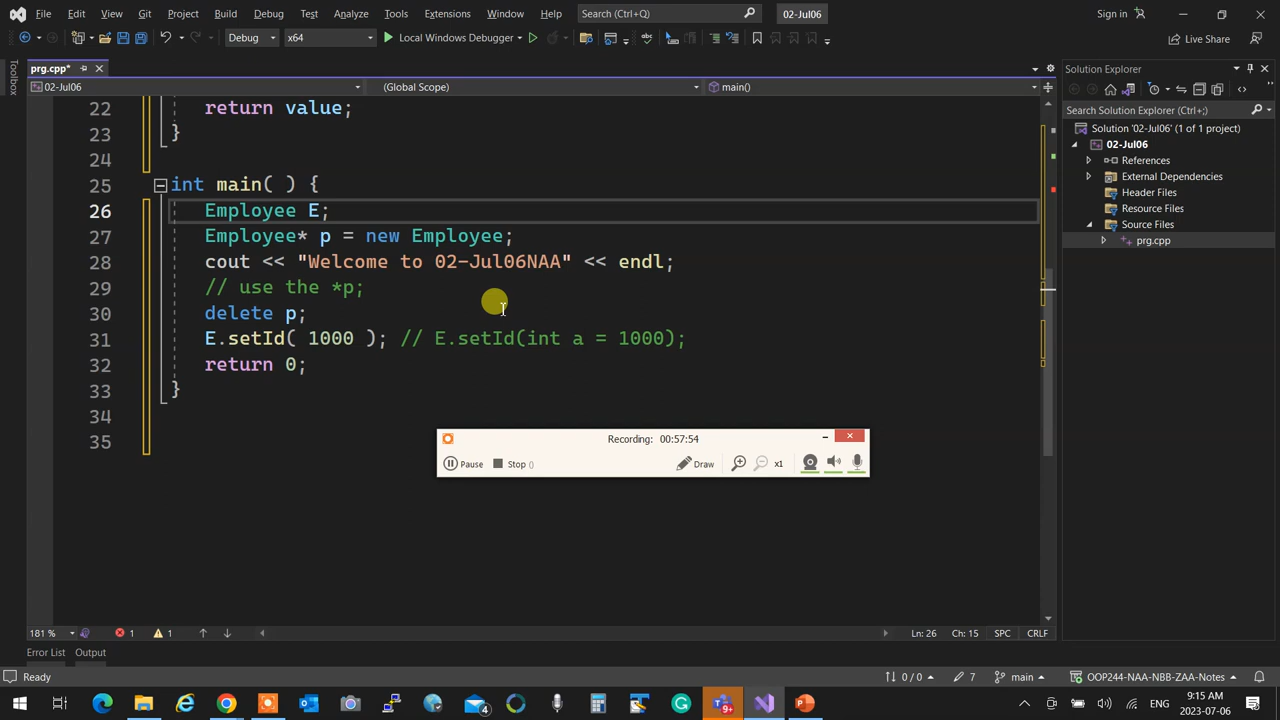 File Edit View Git Project Build Debug Test Analyze Tools Extensions Window Help Search (Ctrl+Q) 02-Jul06 Sign in
Debug x64 Local Windows Debugger Live Share
Toolbox
prg.cpp*
02-Jul06 (Global Scope) main()
22 return value;
23 }
24
25 int main( ) {
26 Employee E;
27 Employee* p = new Employee;
28 cout << "Welcome to 02-Jul06NAA" << endl;
29 // use the *p;
30 delete p;
31 E.setId( 1000 ); // E.setId(int a = 1000);
32 return 0;
33 }
34
35
Solution Explorer
Search Solution Explorer (Ctrl+;)
Solution '02-Jul06' (1 of 1 project)
02-Jul06
References
External Dependencies
Header Files
Resource Files
Source Files
prg.cpp
Recording: 00:57:54
Pause Stop () Draw x1
181 % 1 1 Ln: 26 Ch: 15 SPC CRLF
Error List Output
Ready 0 / 0 7 main OOP244-NAA-NBB-ZAA-Notes
4 9+ 9:15 AM
2023-07-06